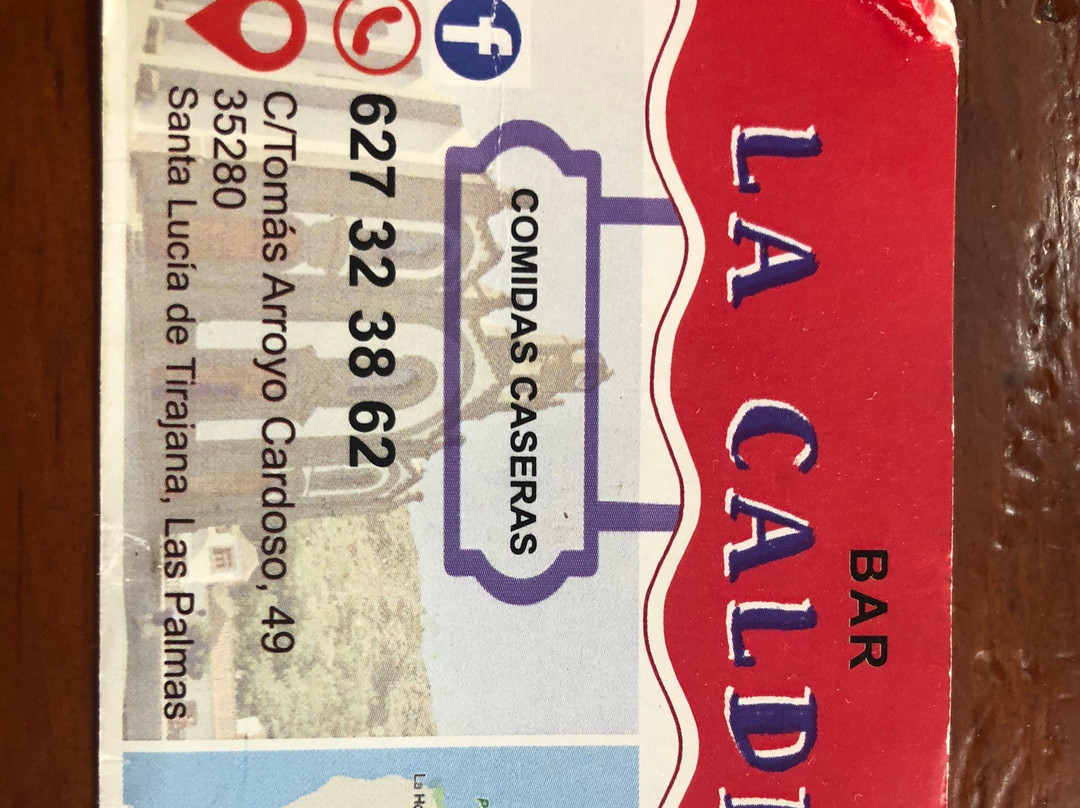 BAR
LA CALD
COMIDAS CASERAS
f
627 32 38 62
C/Tomás Arroyo Cardoso, 49
35280
Santa Lucía de Tirajana, Las Palmas